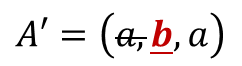 A′ = (a, b, a)